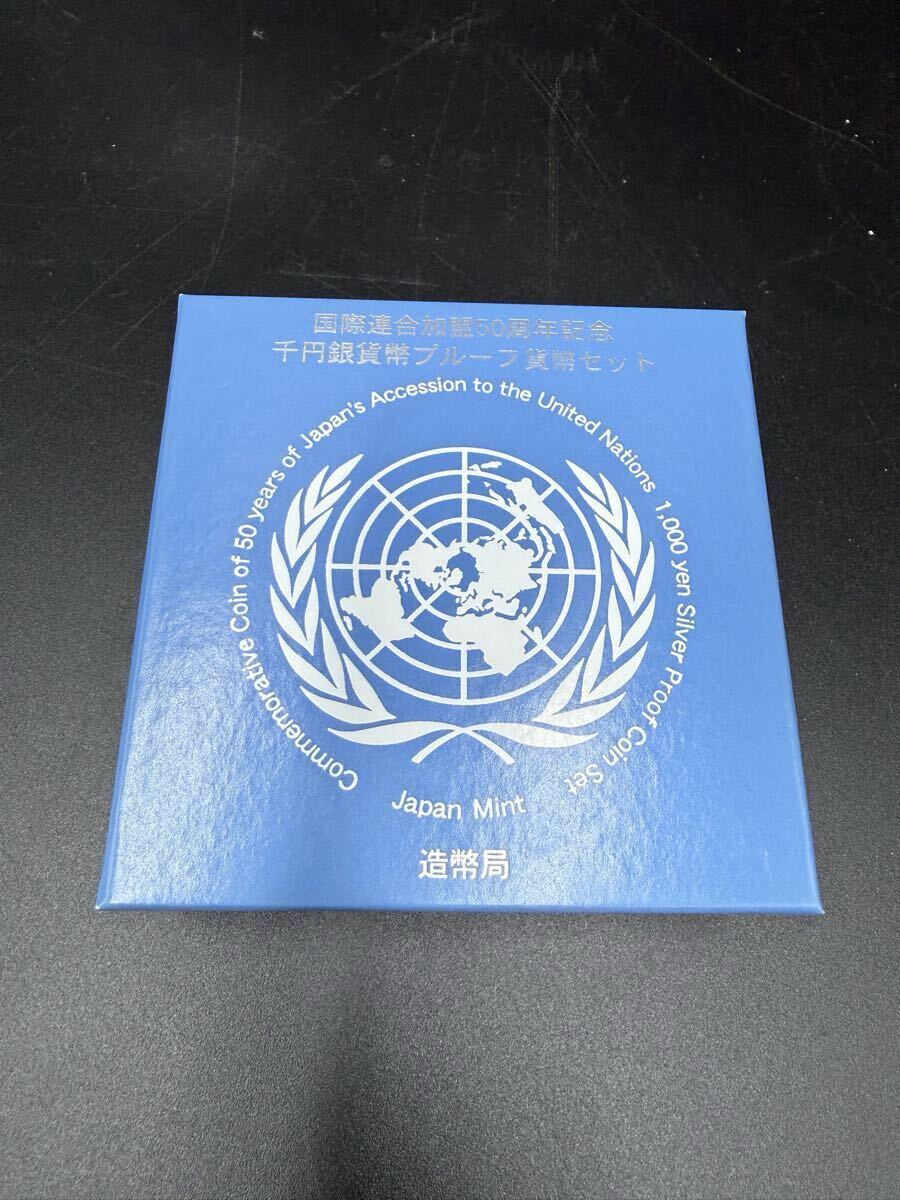 国際連合加盟50周年記念
千円銀貨幣プルーフ貨幣セット
Commemorative Coin of 50 years of Japan's Accession to the United Nations 1,000 yen Silver Proof Coin Set
Japan Mint
造幣局